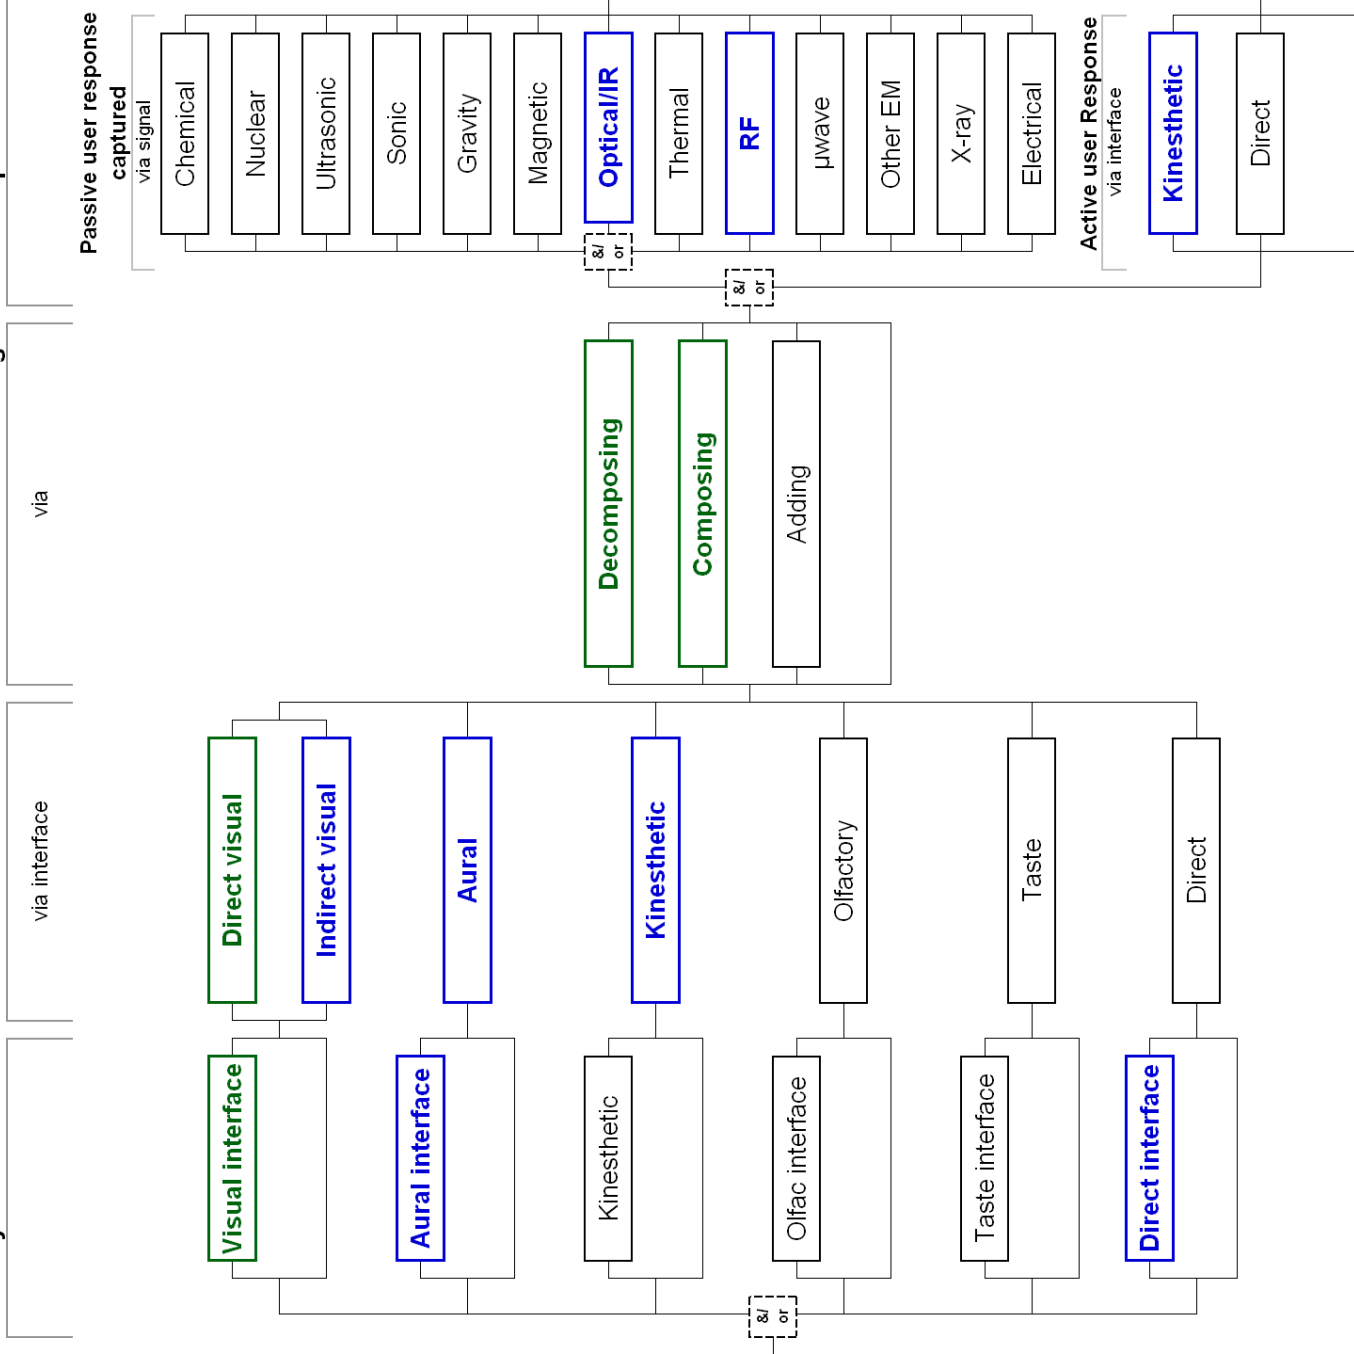 Visual interface
Aural interface
Kinesthetic
Olfac interface
Taste interface
Direct interface
&/
or
via interface
Direct visual
Indirect visual
Aural
Kinesthetic
Olfactory
Taste
Direct
via
Decomposing
Composing
Adding
&/
or
Passive user response
captured
via signal
Chemical
Nuclear
Ultrasonic
Sonic
Gravity
Magnetic
Optical/IR
Thermal
RF
μwave
Other EM
X-ray
Electrical
&/
or
Active user Response
via interface
Kinesthetic
Direct